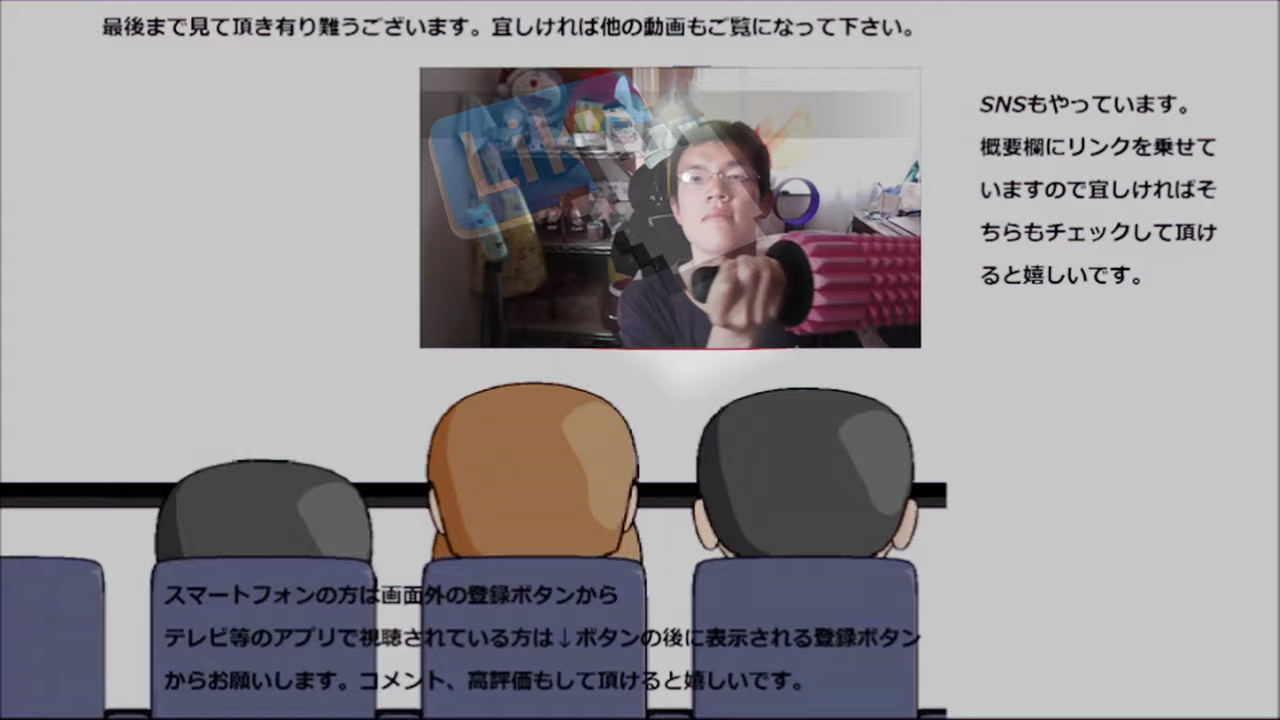 最後まで見て頂き有り難うございます。宜しければ他の動画もご覧になって下さい。
SNSもやっています。
概要欄にリンクを乗せて
いますので宜しければそ
ちらもチェックして頂け
ると嬉しいです。
スマートフォンの方は画面外の登録ボタンから
テレビ等のアプリで視聴されている方は↓ボタンの後に表示される登録ボタン
からお願いします。コメント、高評価もして頂けると嬉しいです。